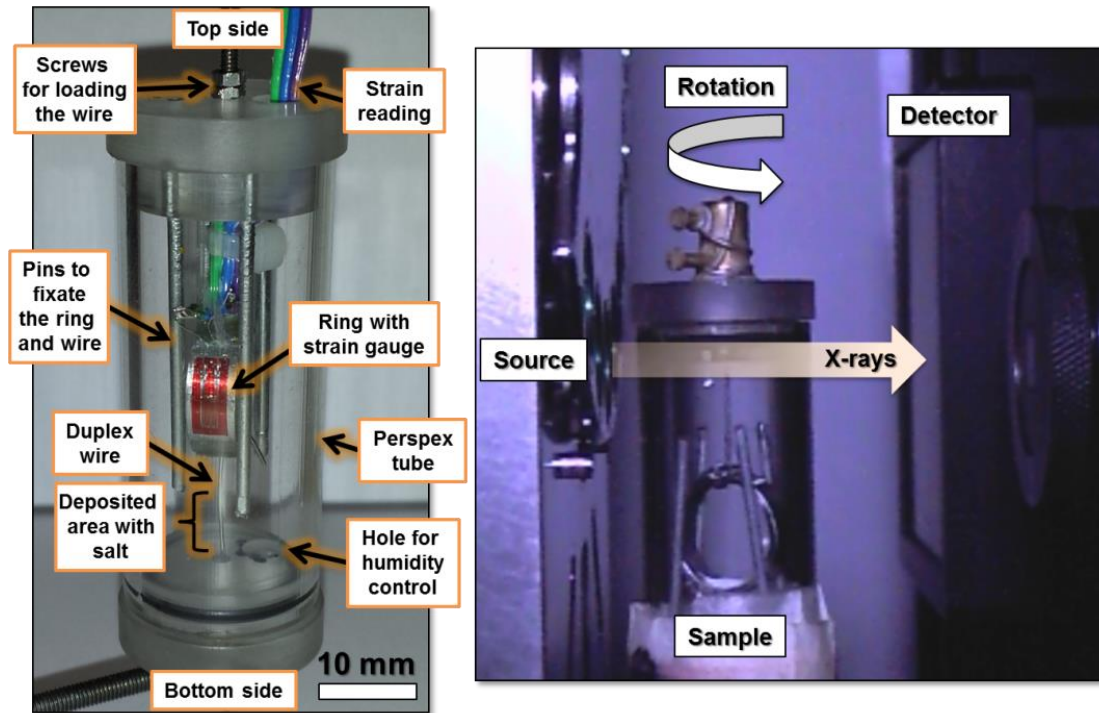 Top side
Screws
for loading
the wire
Strain
reading
Pins to
fixate
the ring
and wire
Ring with
strain gauge
Duplex
wire
Perspex
tube
Deposited
area with
salt
Hole for
humidity
control
10 mm
Bottom side
Rotation
Detector
Source
X-rays
Sample